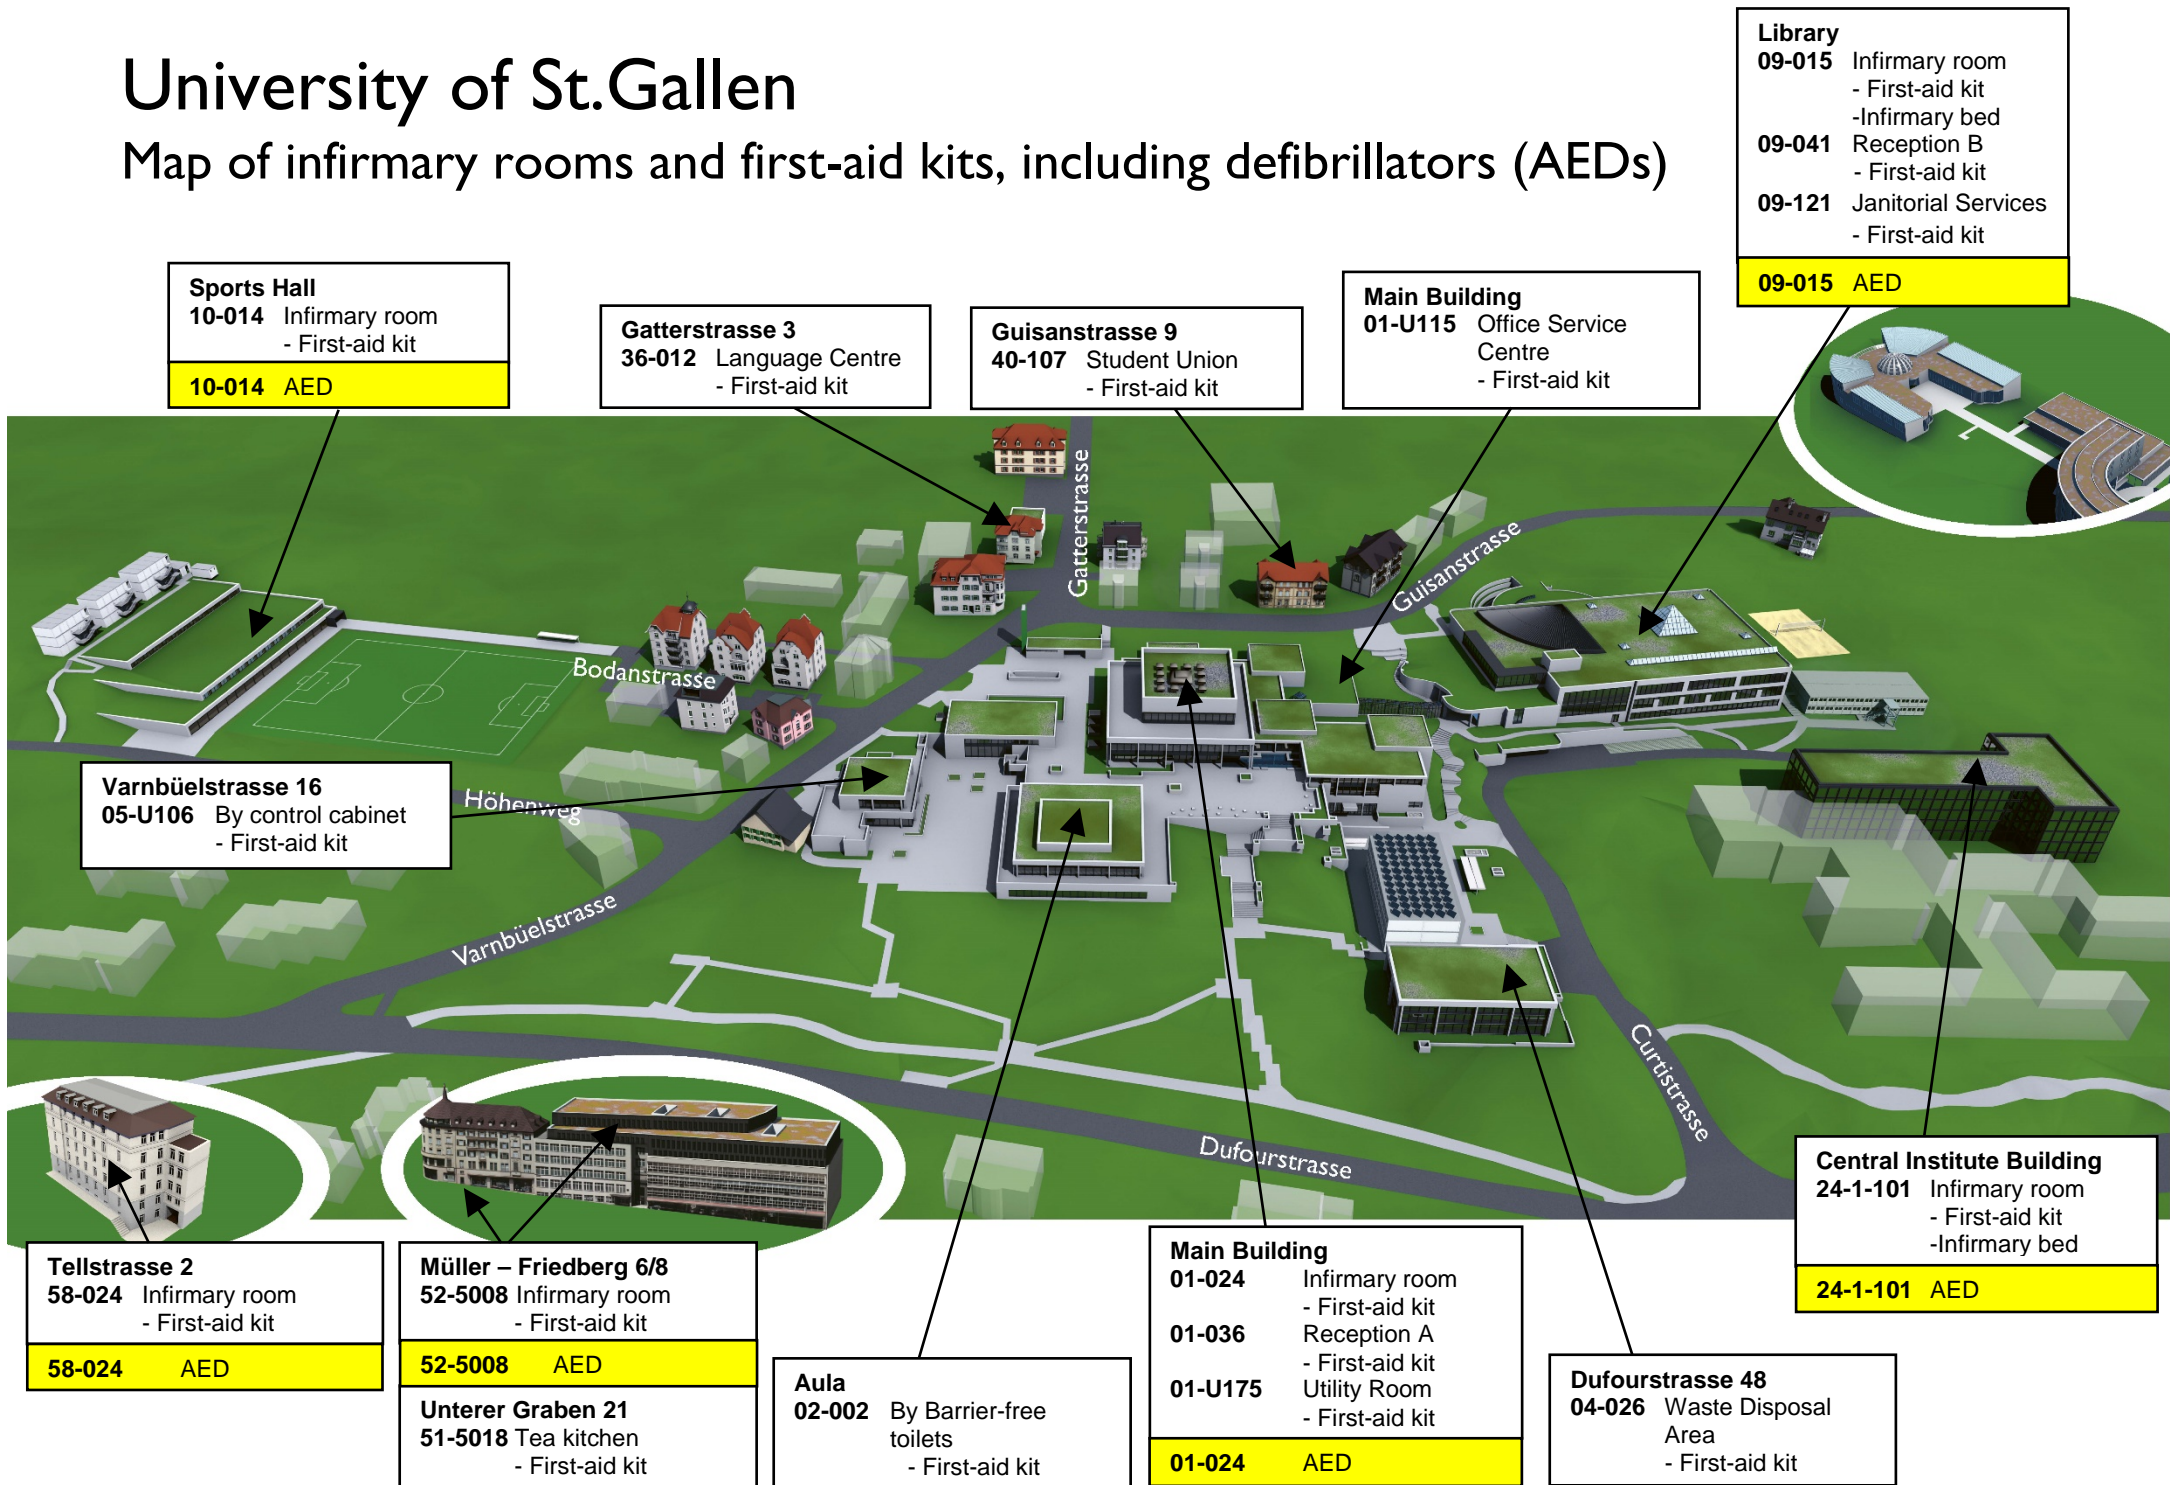 University of St.Gallen
Map of infirmary rooms and first-aid kits, including defibrillators (AEDs)
Library
09-015 Infirmary room
- First-aid kit
-Infirmary bed
09-041 Reception B
- First-aid kit
09-121 Janitorial Services
- First-aid kit
09-015 AED
Sports Hall
10-014 Infirmary room
- First-aid kit
10-014 AED
Gatterstrasse 3
36-012 Language Centre
- First-aid kit
Guisanstrasse 9
40-107 Student Union
- First-aid kit
Main Building
01-U115 Office Service
Centre
- First-aid kit
Gatterstrasse
Guisanstrasse
Bodanstrasse
Varnbüelstrasse 16
05-U106 By control cabinet
- First-aid kit
Höhenweg
Varnbüelstrasse
Curtistrasse
Dufourstrasse
Tellstrasse 2
58-024 Infirmary room
- First-aid kit
58-024 AED
Müller – Friedberg 6/8
52-5008 Infirmary room
- First-aid kit
52-5008 AED
Unterer Graben 21
51-5018 Tea kitchen
- First-aid kit
Aula
02-002 By Barrier-free
toilets
- First-aid kit
Main Building
01-024 Infirmary room
- First-aid kit
01-036 Reception A
- First-aid kit
01-U175 Utility Room
- First-aid kit
01-024 AED
Dufourstrasse 48
04-026 Waste Disposal
Area
- First-aid kit
Central Institute Building
24-1-101 Infirmary room
- First-aid kit
-Infirmary bed
24-1-101 AED